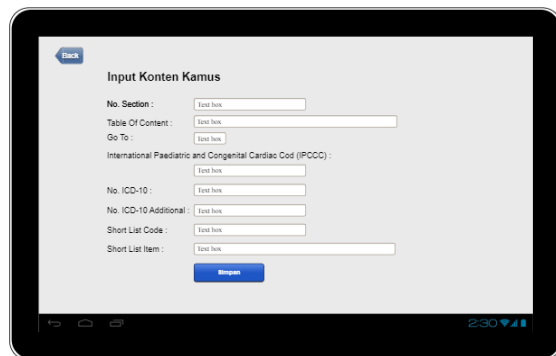 Back
Input Konten Kamus
No. Section : Text box
Table Of Content : Text box
Go To : Text box
International Paediatric and Congenital Cardiac Cod (IPCCC) :
Text box
No. ICD-10 : Text box
No. ICD-10 Additional : Text box
Short List Code : Text box
Short List Item : Text box
Simpan
2:30